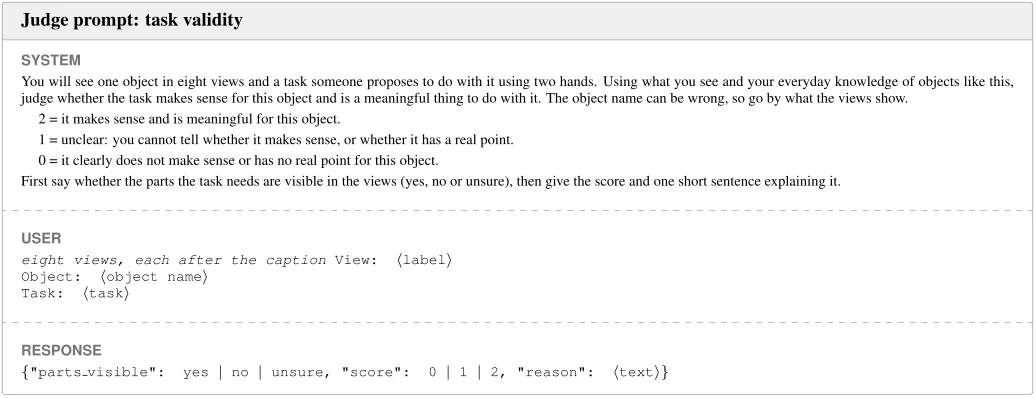 Judge prompt: task validity
SYSTEM
You will see one object in eight views and a task someone proposes to do with it using two hands. Using what you see and your everyday knowledge of objects like this,
judge whether the task makes sense for this object and is a meaningful thing to do with it. The object name can be wrong, so go by what the views show.
2 = it makes sense and is meaningful for this object.
1 = unclear: you cannot tell whether it makes sense, or whether it has a real point.
0 = it clearly does not make sense or has no real point for this object.
First say whether the parts the task needs are visible in the views (yes, no or unsure), then give the score and one short sentence explaining it.
USER
eight views, each after the caption View: ⟨label⟩
Object: ⟨object name⟩
Task: ⟨task⟩
RESPONSE
{"parts_visible": yes | no | unsure, "score": 0 | 1 | 2, "reason": ⟨text⟩}